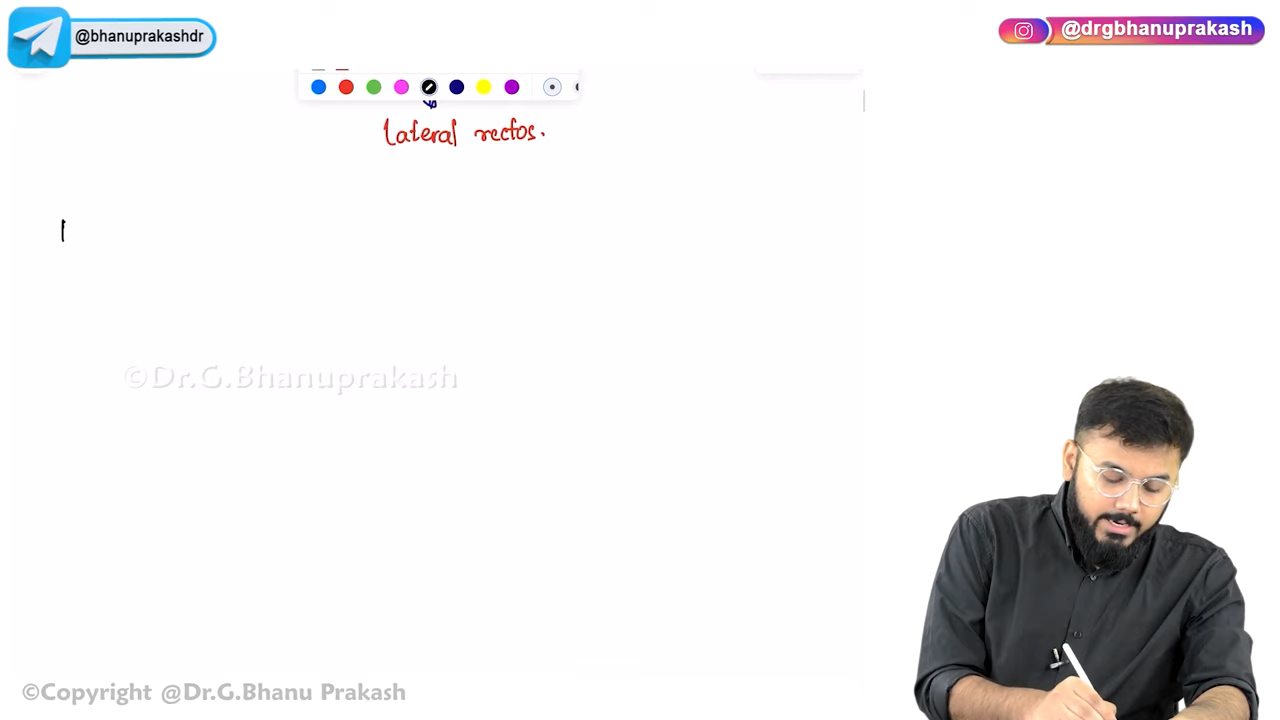 @bhanuprakashdr
@drgbhanuprakash
Lateral rectos.
©Dr.G.Bhanuprakash
©Copyright @Dr.G.Bhanu Prakash